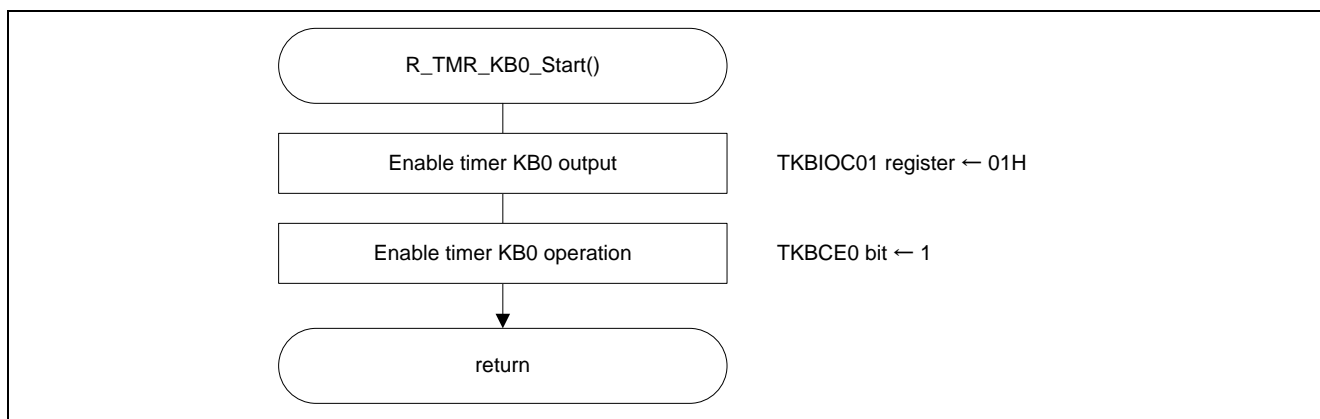 R_TMR_KB0_Start()
Enable timer KB0 output
TKBIOC01 register ← 01H
Enable timer KB0 operation
TKBCE0 bit ← 1
return